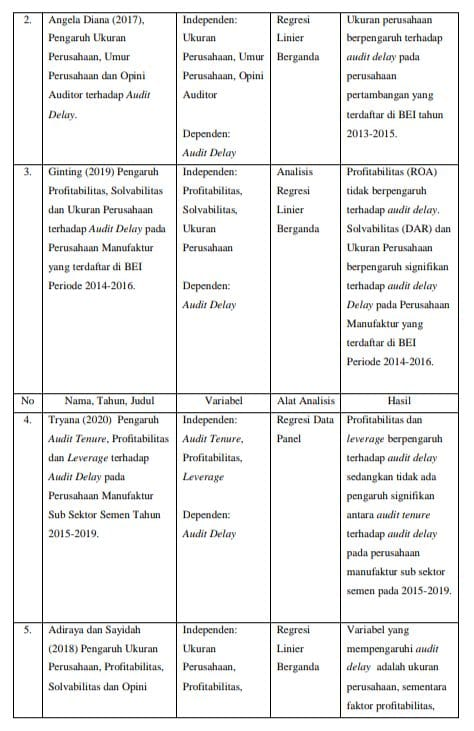 2.
Angela Diana (2017),
Pengaruh Ukuran
Perusahaan, Umur
Perusahaan dan Opini
Auditor terhadap Audit
Delay.
Independen:
Ukuran
Perusahaan, Umur
Perusahaan, Opini
Auditor
Dependen:
Audit Delay
Regresi
Linier
Berganda
Ukuran perusahaan
berpengaruh terhadap
audit delay pada
perusahaan
pertambangan yang
terdaftar di BEI tahun
2013-2015.
3.
Ginting (2019) Pengaruh
Profitabilitas, Solvabilitas
dan Ukuran Perusahaan
terhadap Audit Delay pada
Perusahaan Manufaktur
yang terdaftar di BEI
Periode 2014-2016.
Independen:
Profitabilitas,
Solvabilitas,
Ukuran
Perusahaan
Dependen:
Audit Delay
Analisis
Regresi
Linier
Berganda
Profitabilitas (ROA)
tidak berpengaruh
terhadap audit delay.
Solvabilitas (DAR) dan
Ukuran Perusahaan
berpengaruh signifikan
terhadap audit delay
Delay pada Perusahaan
Manufaktur yang
terdaftar di BEI
Periode 2014-2016.
No Nama, Tahun, Judul Variabel Alat Analisis Hasil
4.
Tryana (2020) Pengaruh
Audit Tenure, Profitabilitas
dan Leverage terhadap
Audit Delay pada
Perusahaan Manufaktur
Sub Sektor Semen Tahun
2015-2019.
Independen:
Audit Tenure,
Profitabilitas,
Leverage
Dependen:
Audit Delay
Regresi Data
Panel
Profitabilitas dan
leverage berpengaruh
terhadap audit delay
sedangkan tidak ada
pengaruh signifikan
antara audit tenure
terhadap audit delay
pada perusahaan
manufaktur sub sektor
semen pada 2015-2019.
5.
Adiraya dan Sayidah
(2018) Pengaruh Ukuran
Perusahaan, Profitabilitas,
Solvabilitas dan Opini
Independen:
Ukuran
Perusahaan,
Profitabilitas,
Regresi
Linier
Berganda
Variabel yang
mempengaruhi audit
delay adalah ukuran
perusahaan, sementara
faktor profitabilitas,